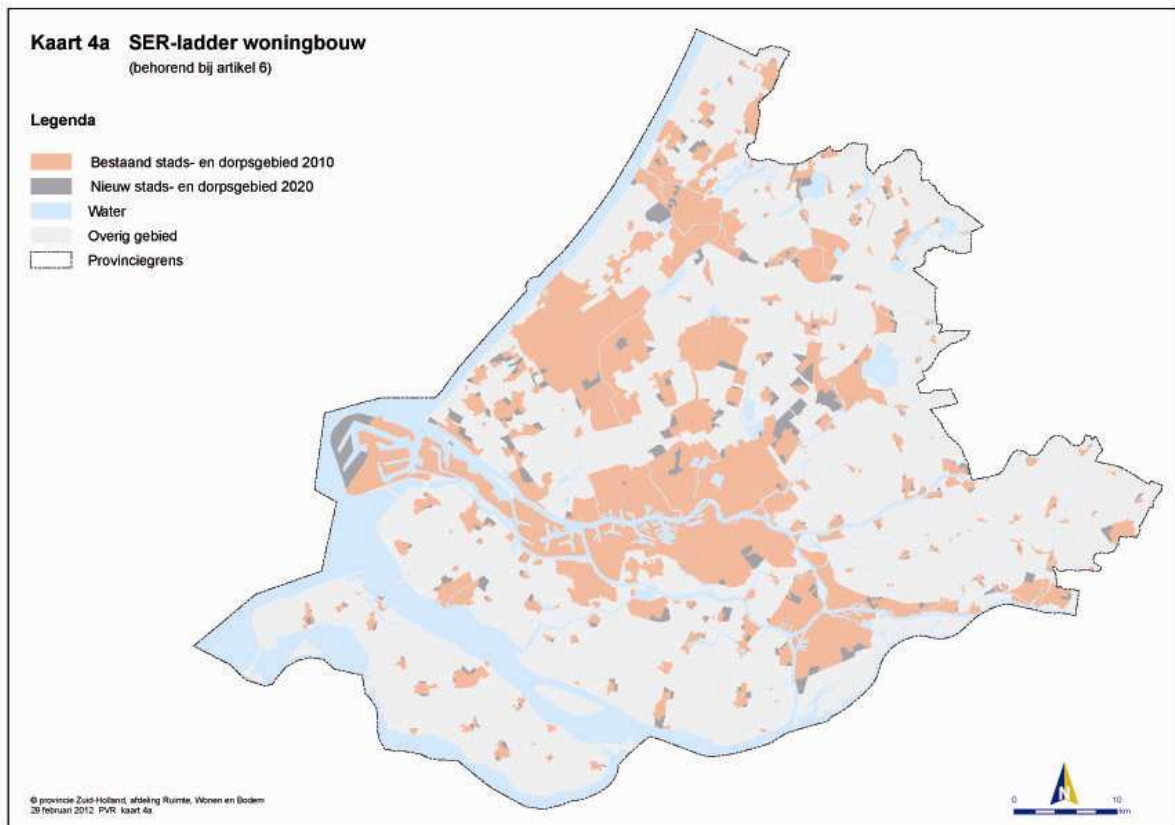 Kaart 4a SER-ladder woningbouw
(behorend bij artikel 6)
Legenda
Bestaand stads- en dorpsgebied 2010
Nieuw stads- en dorpsgebied 2020
Water
Overig gebied
Provinciegrens
© provincie Zuid-Holland, afdeling Ruimte, Wonen en Bodem
29 februari 2012 PVR kaart 4a
N
0 10
km